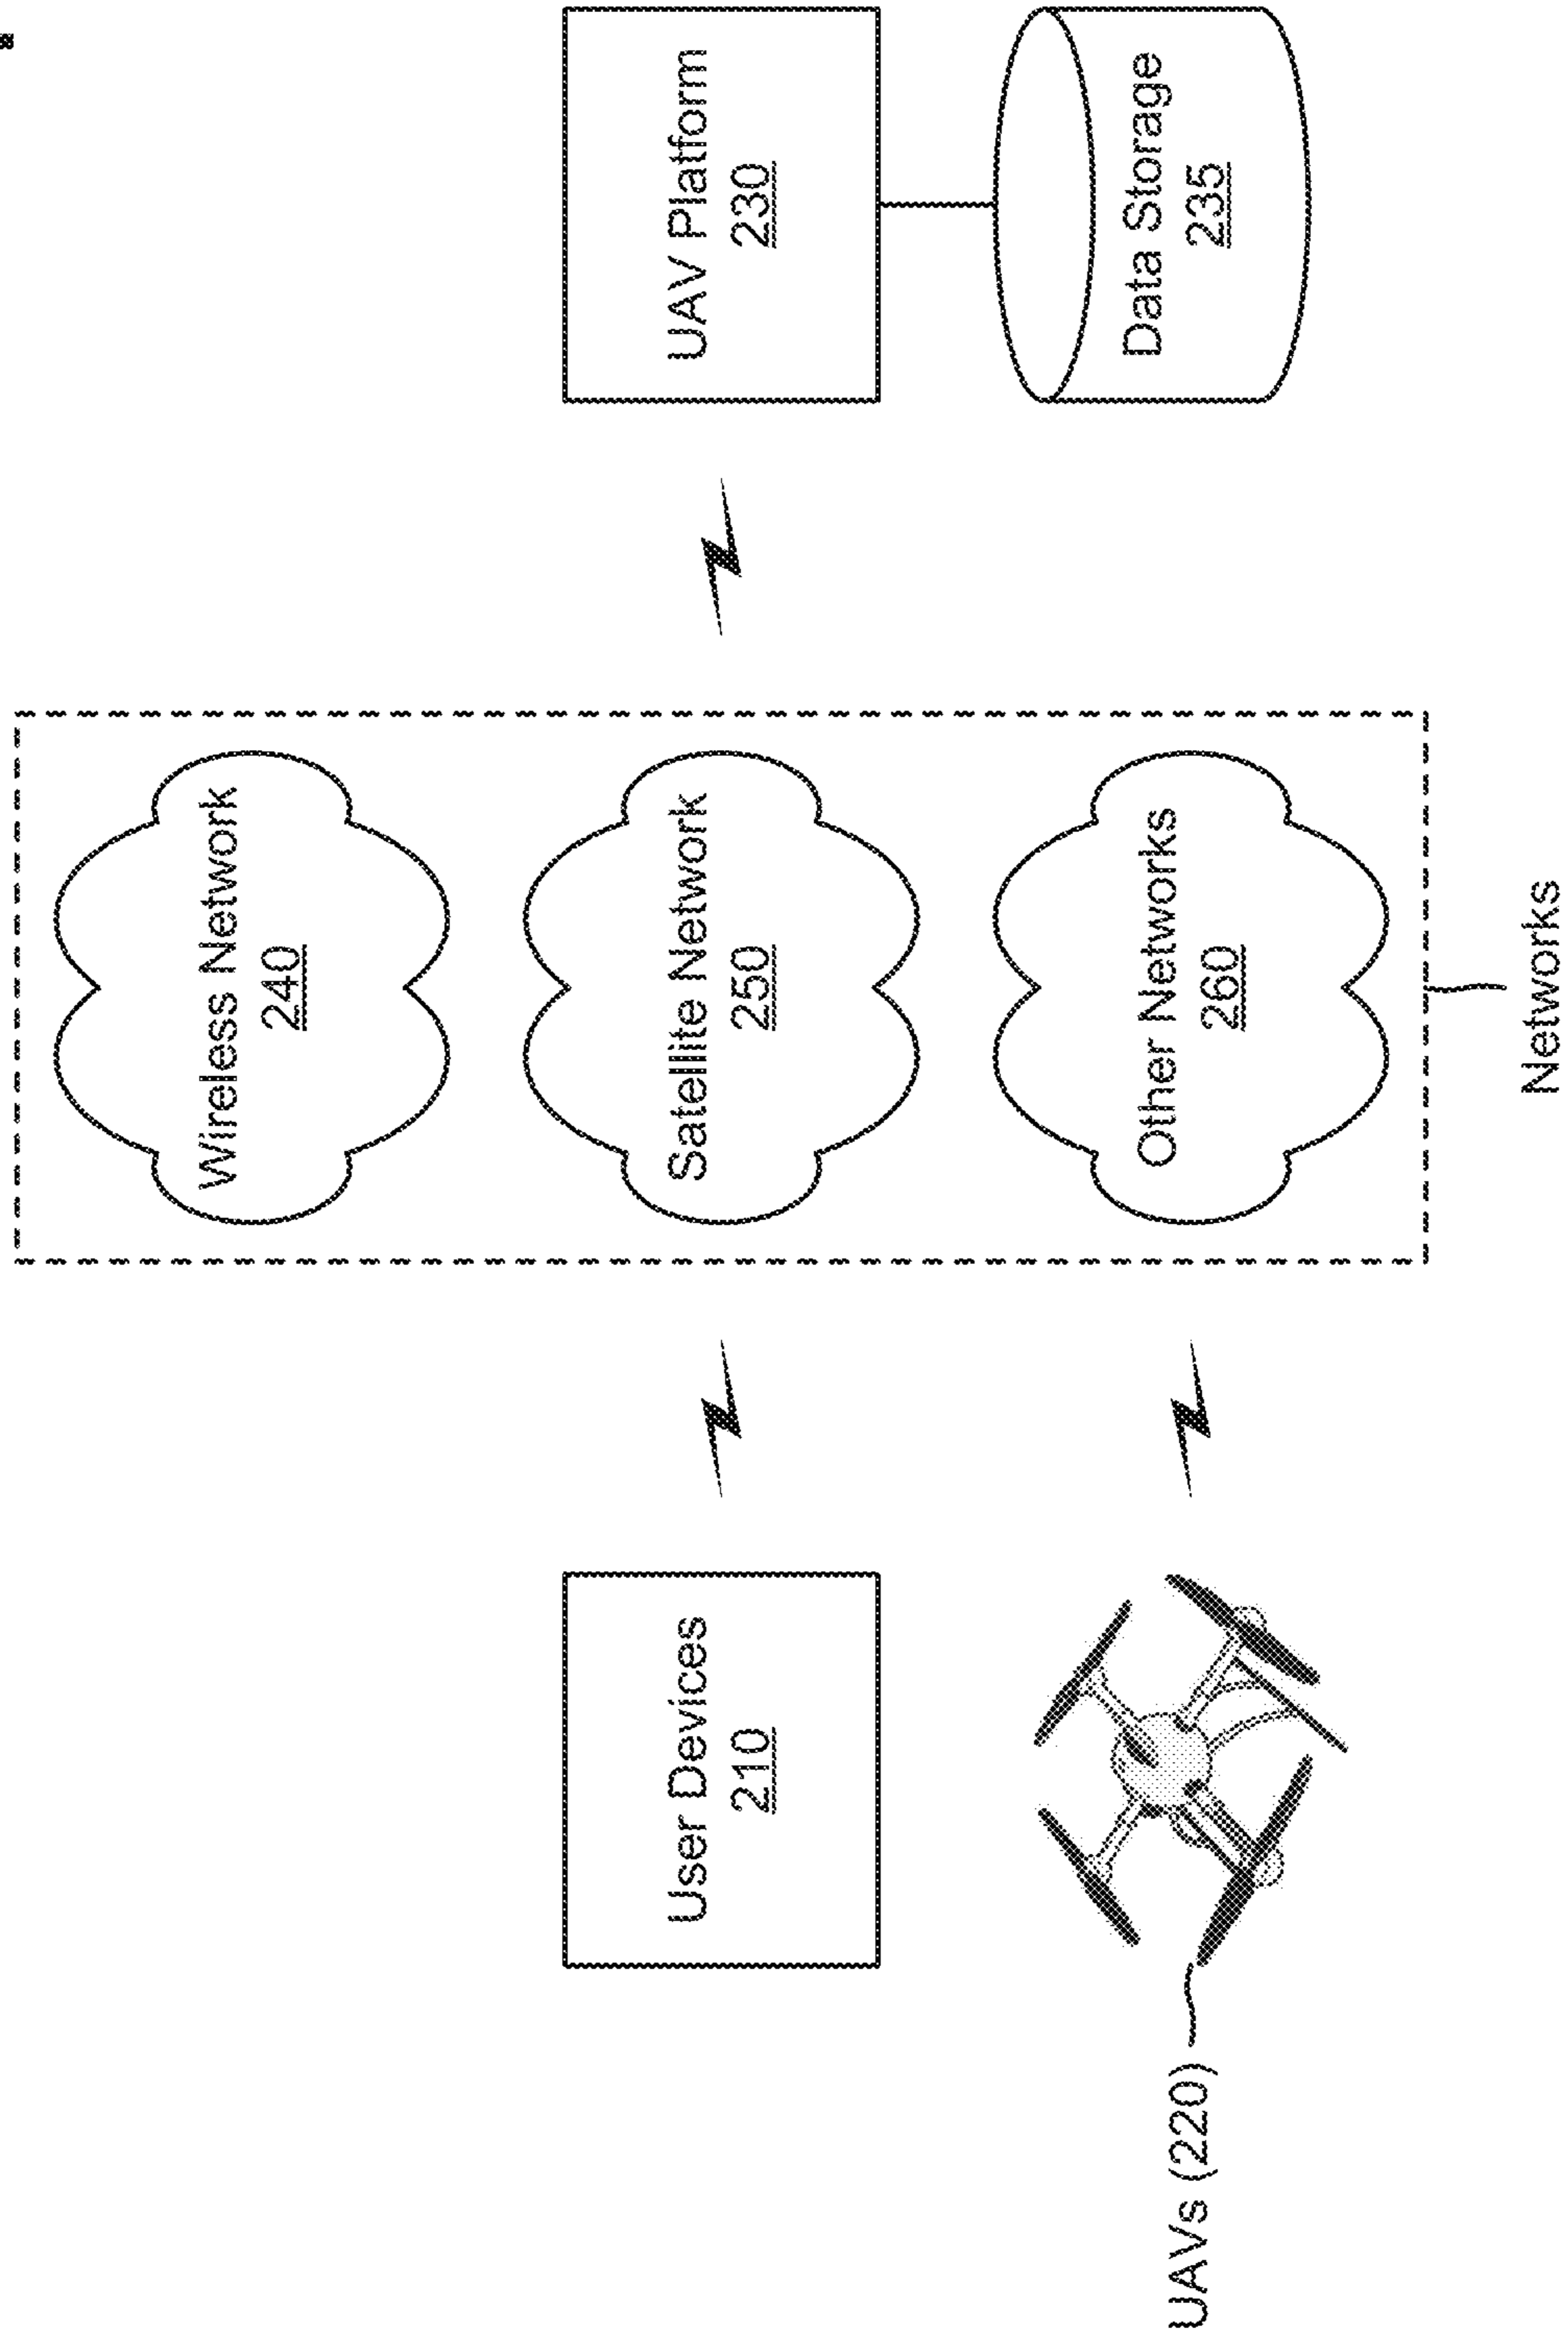 Wireless Network
240
Satellite Network
250
Other Networks
260
Networks
User Devices
210
UAVs (220)
UAV Platform
230
Data Storage
235